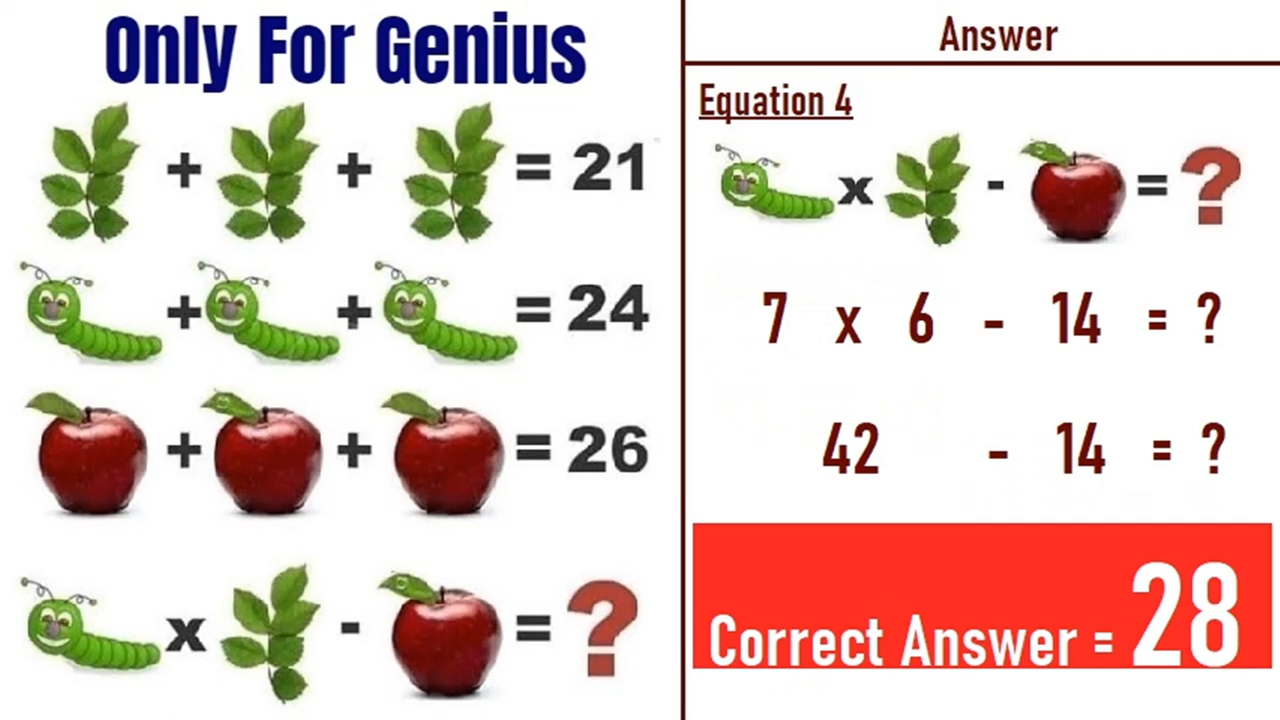 Only For Genius
+ + = 21
+ + = 24
+ + = 26
x - = ?
Answer
Equation 4
x - = ?
7 x 6 - 14 = ?
42 - 14 = ?
Correct Answer = 28